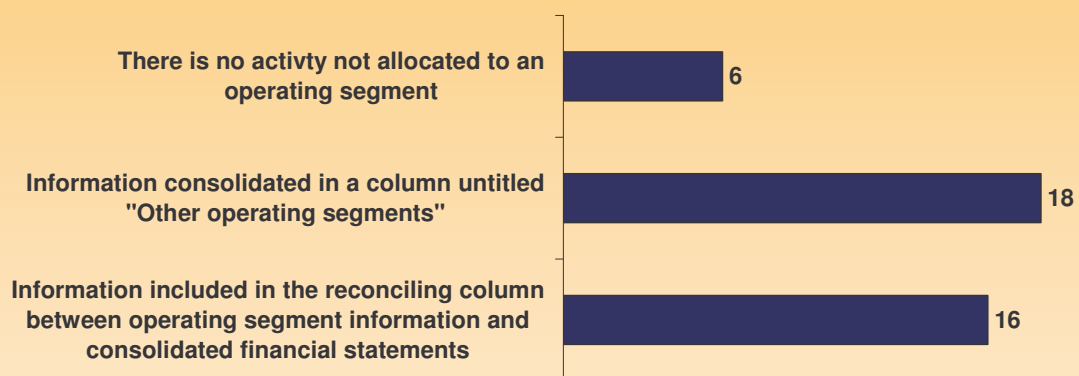 There is no activty not allocated to an
operating segment
6
Information consolidated in a column untitled
"Other operating segments"
18
Information included in the reconciling column
between operating segment information and
consolidated financial statements
16